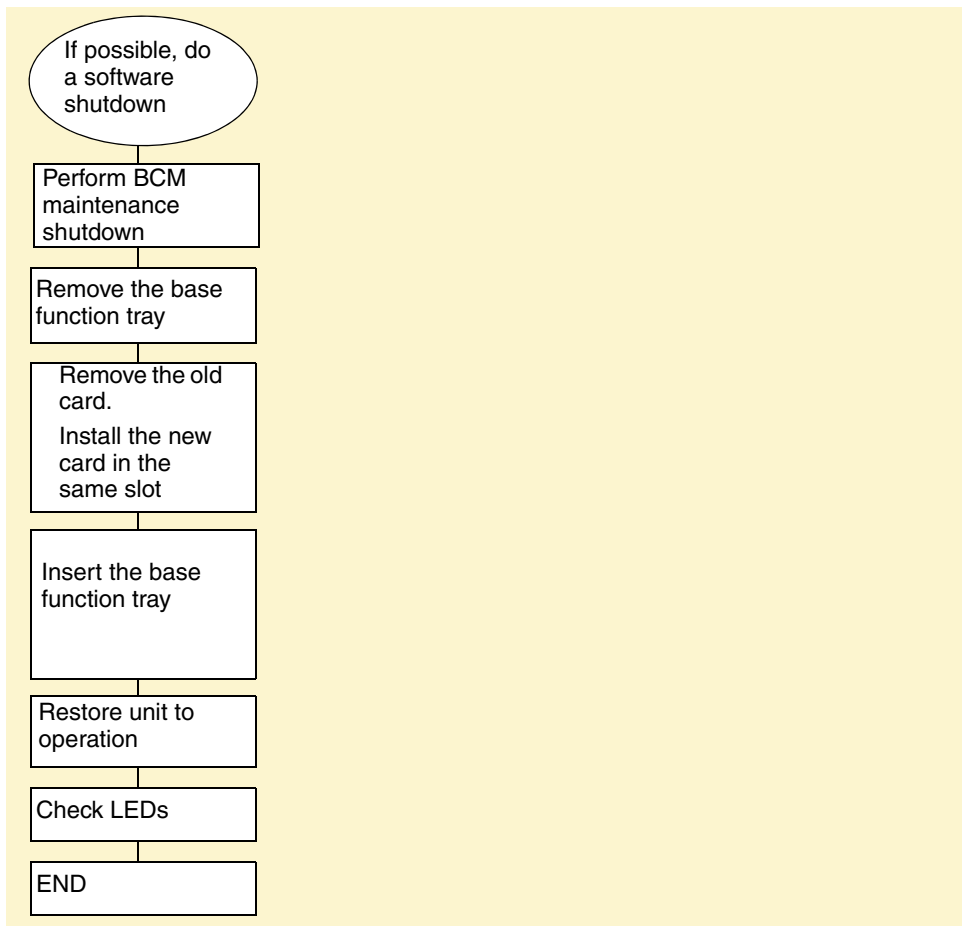 If possible, do
a software
shutdown
Perform BCM
maintenance
shutdown
Remove the base
function tray
Remove the old
card.
Install the new
card in the
same slot
Insert the base
function tray
Restore unit to
operation
Check LEDs
END